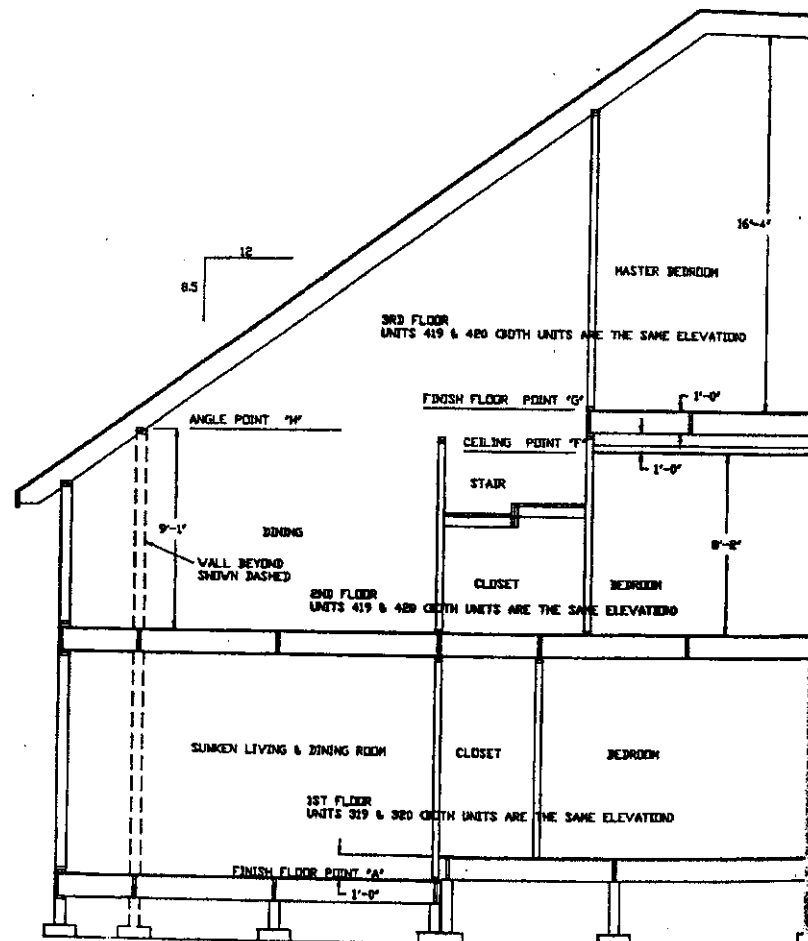 12
8.5
16'-4"
MASTER BEDROOM
3RD FLOOR
UNITS 419 & 420 (BOTH UNITS ARE THE SAME ELEVATION)
FINISH FLOOR POINT "G"
1'-0"
ANGLE POINT "H"
CEILING POINT "F"
1'-0"
STAIR
9'-1"
DINING
8'-2"
WALL BEYOND
SHOWN DASHED
CLOSET
BEDROOM
2ND FLOOR
UNITS 419 & 420 (BOTH UNITS ARE THE SAME ELEVATION)
SUNKEN LIVING & DINING ROOM
CLOSET
BEDROOM
1ST FLOOR
UNITS 319 & 320 (BOTH UNITS ARE THE SAME ELEVATION)
FINISH FLOOR POINT "A"
1'-0"